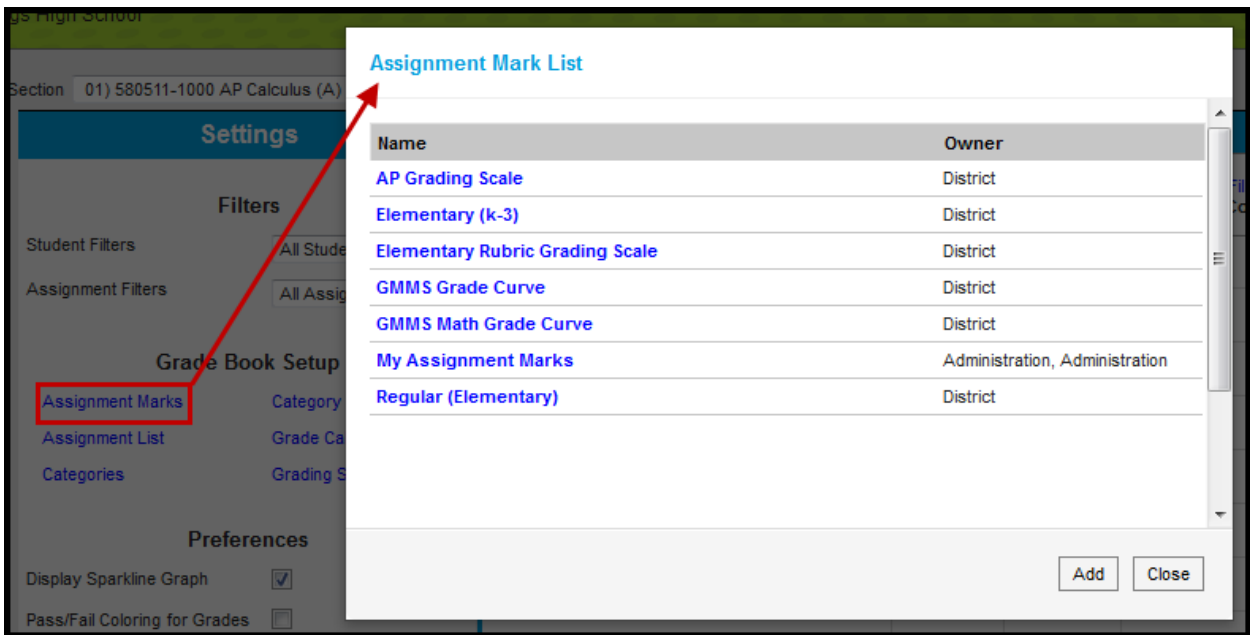 gs High School
Section 01) 580511-1000 AP Calculus (A)
Settings
Filters
Student Filters All Stude
Assignment Filters All Assig
Grade Book Setup
Assignment Marks Category
Assignment List Grade Ca
Categories Grading S
Preferences
Display Sparkline Graph
Pass/Fail Coloring for Grades
Assignment Mark List
Name Owner
AP Grading Scale District
Elementary (k-3) District
Elementary Rubric Grading Scale District
GMMS Grade Curve District
GMMS Math Grade Curve District
My Assignment Marks Administration, Administration
Regular (Elementary) District
Add Close